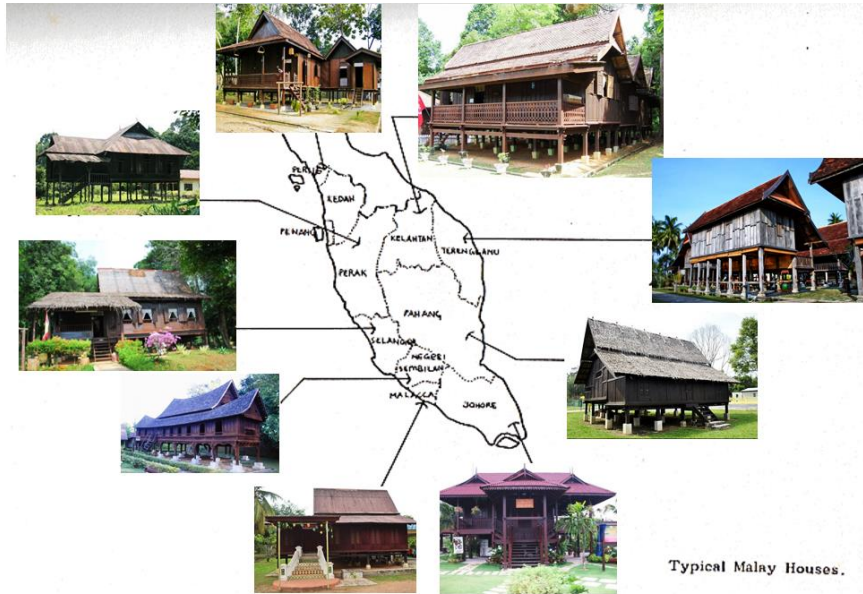 PERLIS
KEDAH
PENANG
KELANTAN
TERENGGANU
PERAK
PAHANG
SELANGOR
NEGERI
SEMBILAN
MALACCA
JOHORE
Typical Malay Houses.